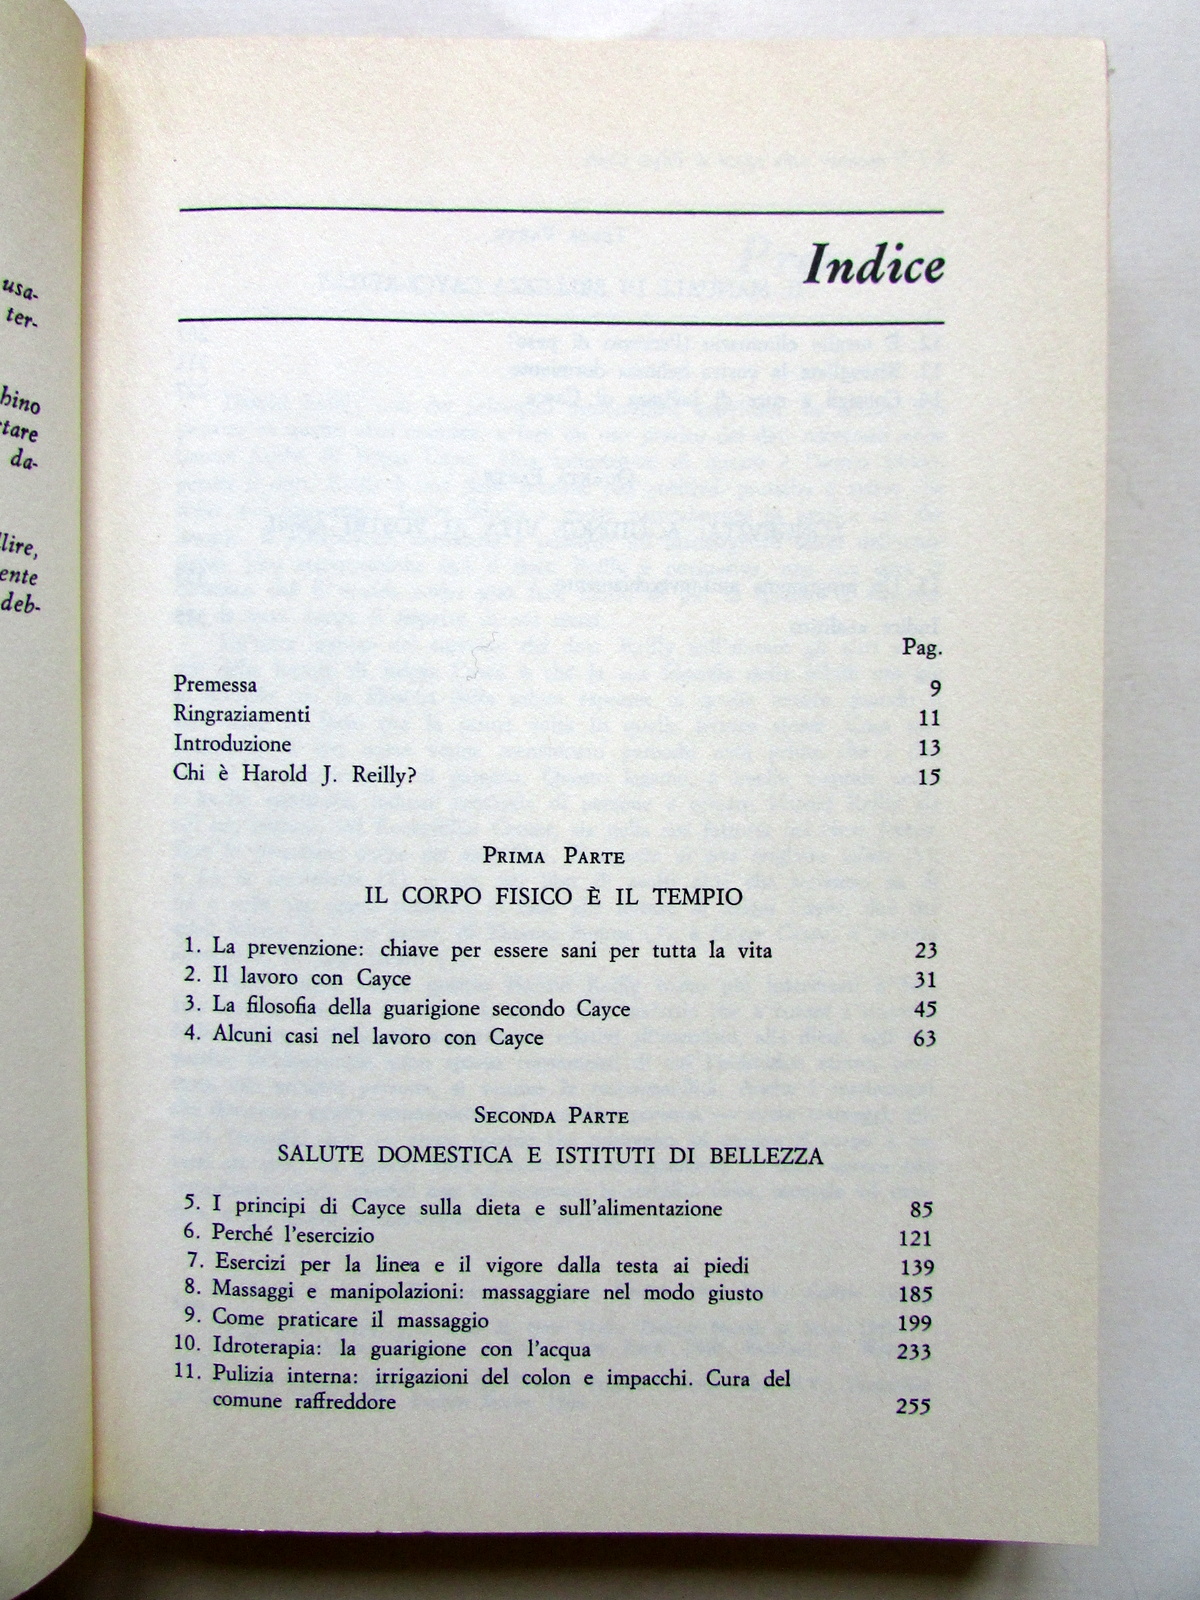 usa-
ter-
hino
tare
da-
lire,
ente
deb-
Indice
Pag.
Premessa 9
Ringraziamenti 11
Introduzione 13
Chi è Harold J. Reilly? 15
PRIMA PARTE
IL CORPO FISICO È IL TEMPIO
1. La prevenzione: chiave per essere sani per tutta la vita 23
2. Il lavoro con Cayce 31
3. La filosofia della guarigione secondo Cayce 45
4. Alcuni casi nel lavoro con Cayce 63
SECONDA PARTE
SALUTE DOMESTICA E ISTITUTI DI BELLEZZA
5. I principi di Cayce sulla dieta e sull'alimentazione 85
6. Perché l'esercizio 121
7. Esercizi per la linea e il vigore dalla testa ai piedi 139
8. Massaggi e manipolazioni: massaggiare nel modo giusto 185
9. Come praticare il massaggio 199
10. Idroterapia: la guarigione con l'acqua 233
11. Pulizia interna: irrigazioni del colon e impacchi. Cura del
comune raffreddore 255